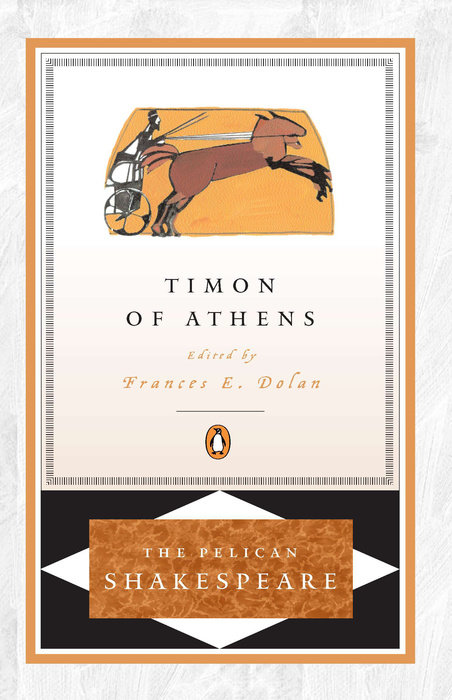 TIMON
OF ATHENS
Edited by
Frances E. Dolan
THE PELICAN
SHAKESPEARE